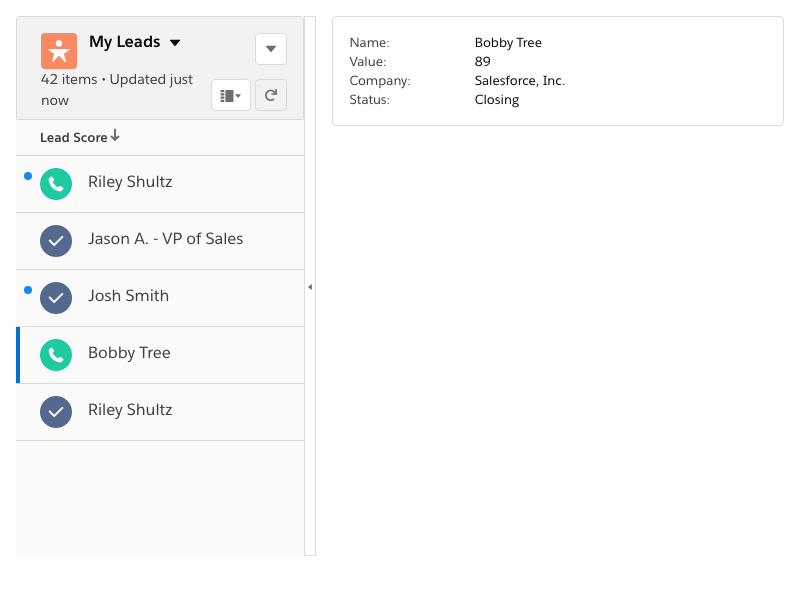 My Leads
42 items • Updated just
now
Lead Score
Riley Shultz
Jason A. - VP of Sales
Josh Smith
Bobby Tree
Riley Shultz
Name: Bobby Tree
Value: 89
Company: Salesforce, Inc.
Status: Closing